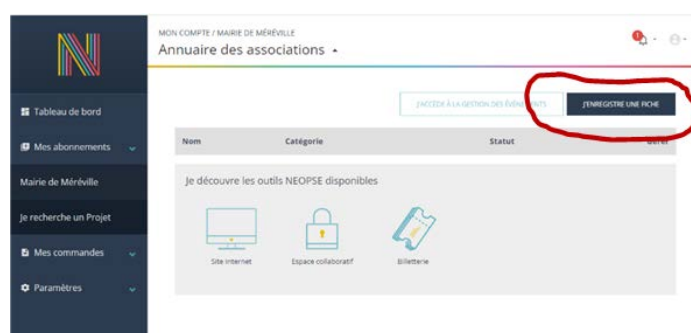 MON COMPTE / MAIRIE DE MÉRÉVILLE
Annuaire des associations
1
Tableau de bord
Mes abonnements
Mairie de Méréville
Je recherche un Projet
Mes commandes
Paramètres
J'ACCÈDE À LA GESTION DES ÉVÉNEMENTS
J'ENREGISTRE UNE FICHE
Nom Catégorie Statut Gérer
Je découvre les outils NEOPSE disponibles
Site internet Espace collaboratif Billetterie